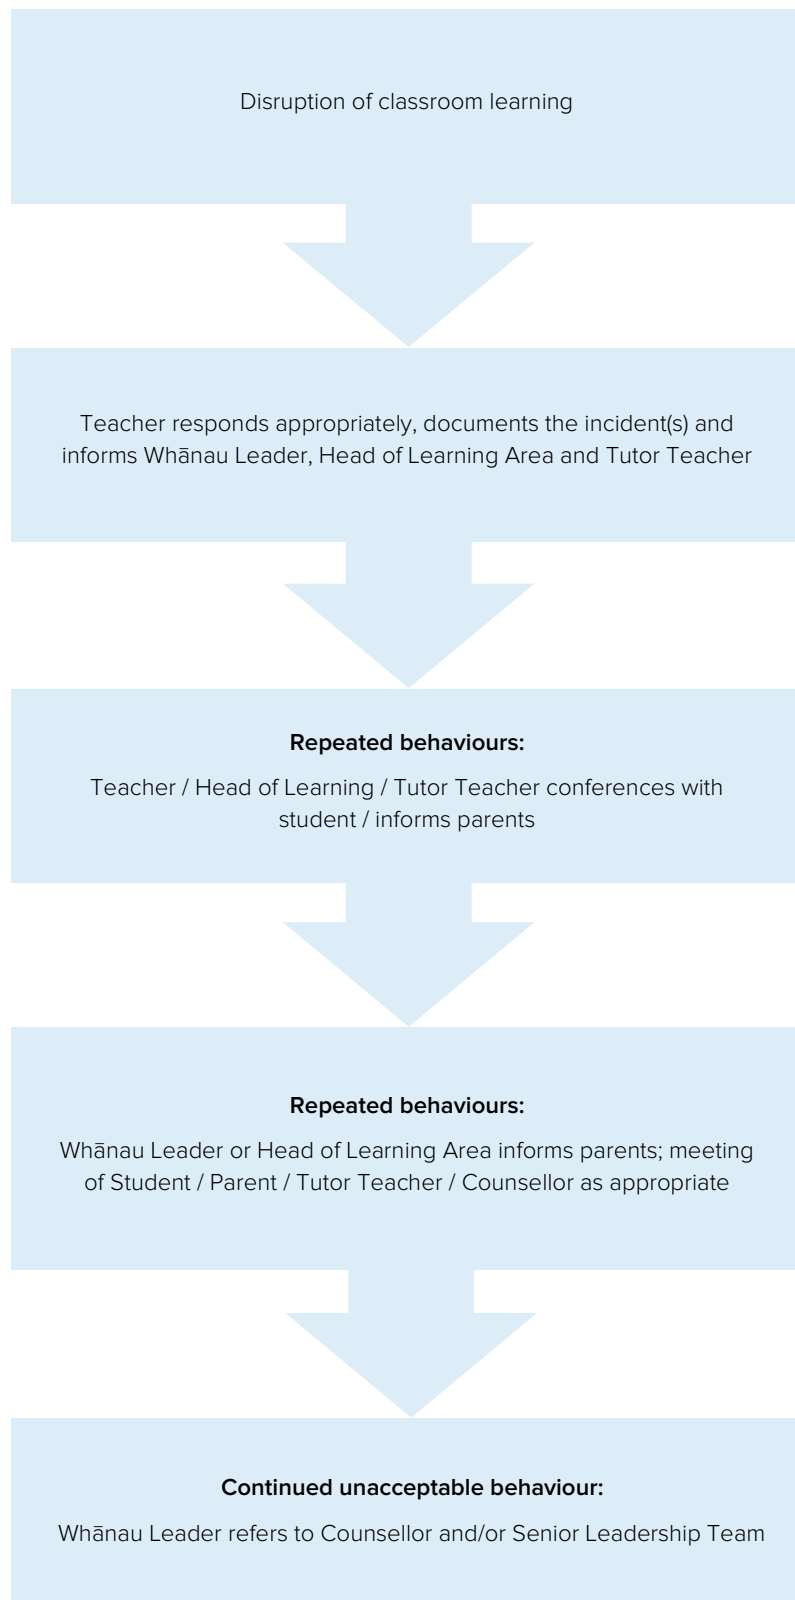 Disruption of classroom learning
Teacher responds appropriately, documents the incident(s) and
informs Whānau Leader, Head of Learning Area and Tutor Teacher
Repeated behaviours:
Teacher / Head of Learning / Tutor Teacher conferences with
student / informs parents
Repeated behaviours:
Whānau Leader or Head of Learning Area informs parents; meeting
of Student / Parent / Tutor Teacher / Counsellor as appropriate
Continued unacceptable behaviour:
Whānau Leader refers to Counsellor and/or Senior Leadership Team